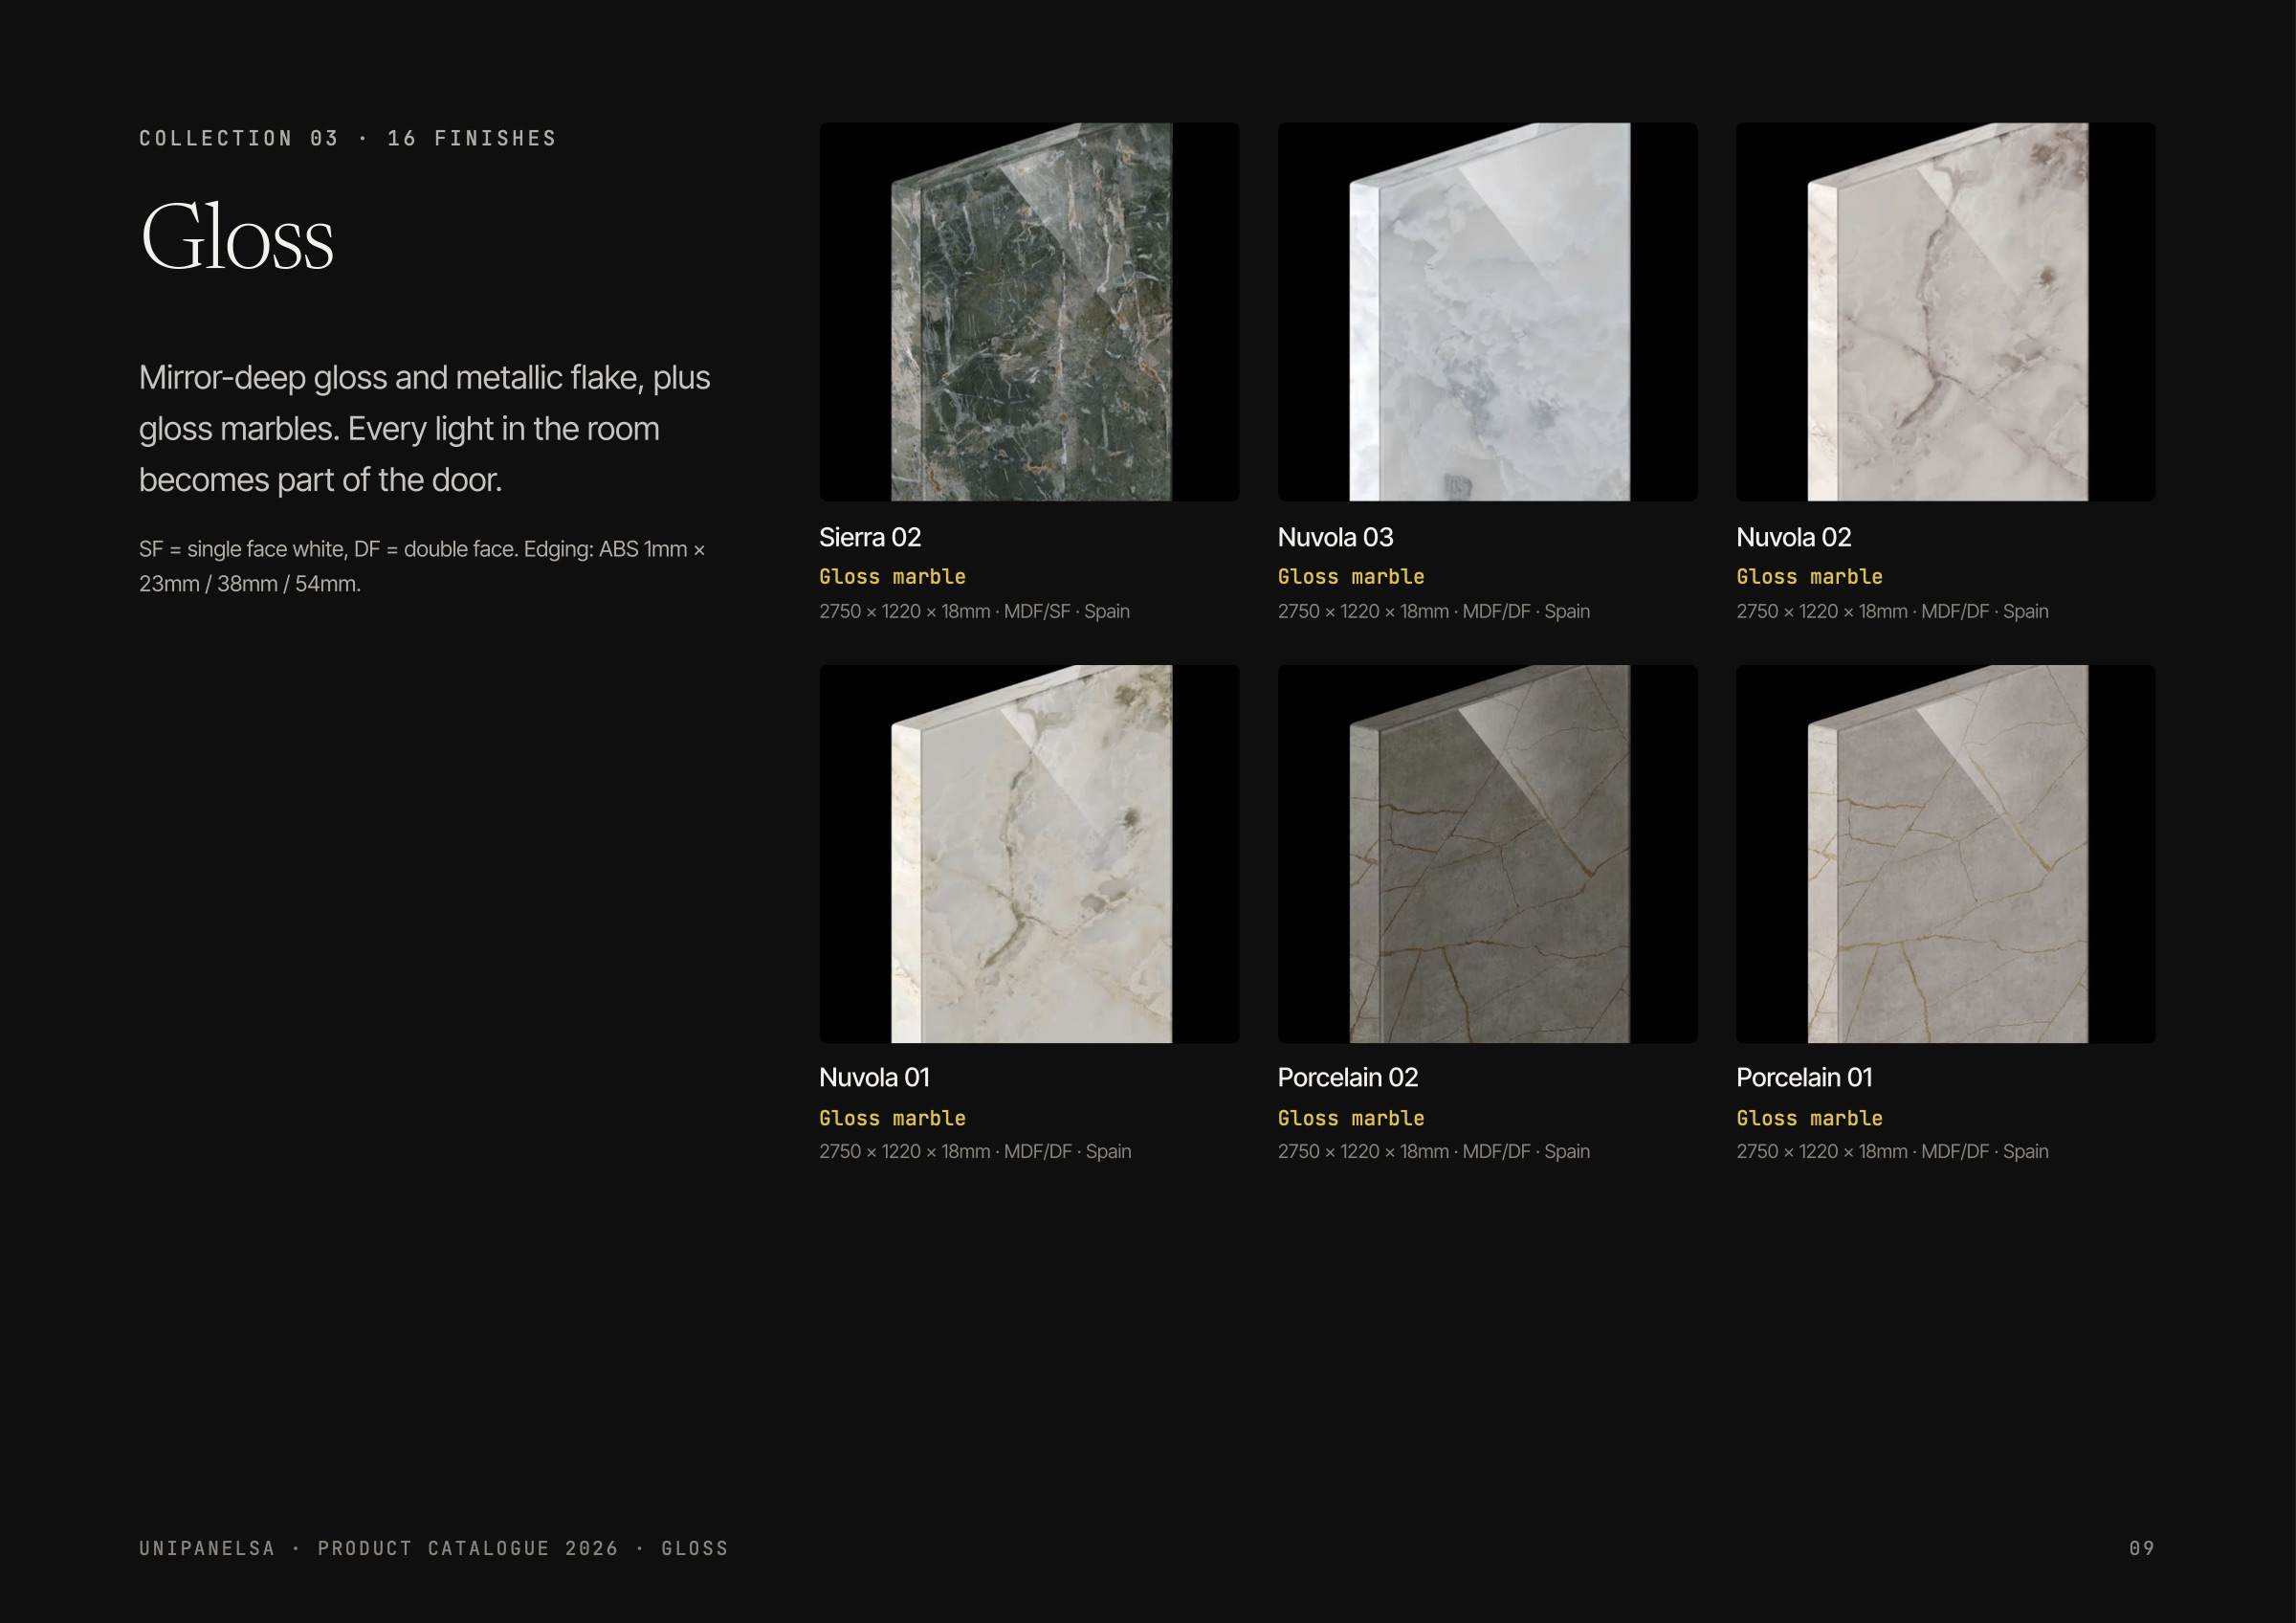 COLLECTION 03 · 16 FINISHES
Gloss
Mirror-deep gloss and metallic flake, plus
gloss marbles. Every light in the room
becomes part of the door.
SF = single face white, DF = double face. Edging: ABS 1mm ×
23mm / 38mm / 54mm.
Sierra 02
Gloss marble
2750 × 1220 × 18mm · MDF/SF · Spain
Nuvola 03
Gloss marble
2750 × 1220 × 18mm · MDF/DF · Spain
Nuvola 02
Gloss marble
2750 × 1220 × 18mm · MDF/DF · Spain
Nuvola 01
Gloss marble
2750 × 1220 × 18mm · MDF/DF · Spain
Porcelain 02
Gloss marble
2750 × 1220 × 18mm · MDF/DF · Spain
Porcelain 01
Gloss marble
2750 × 1220 × 18mm · MDF/DF · Spain
UNIPANELSA · PRODUCT CATALOGUE 2026 · GLOSS
09